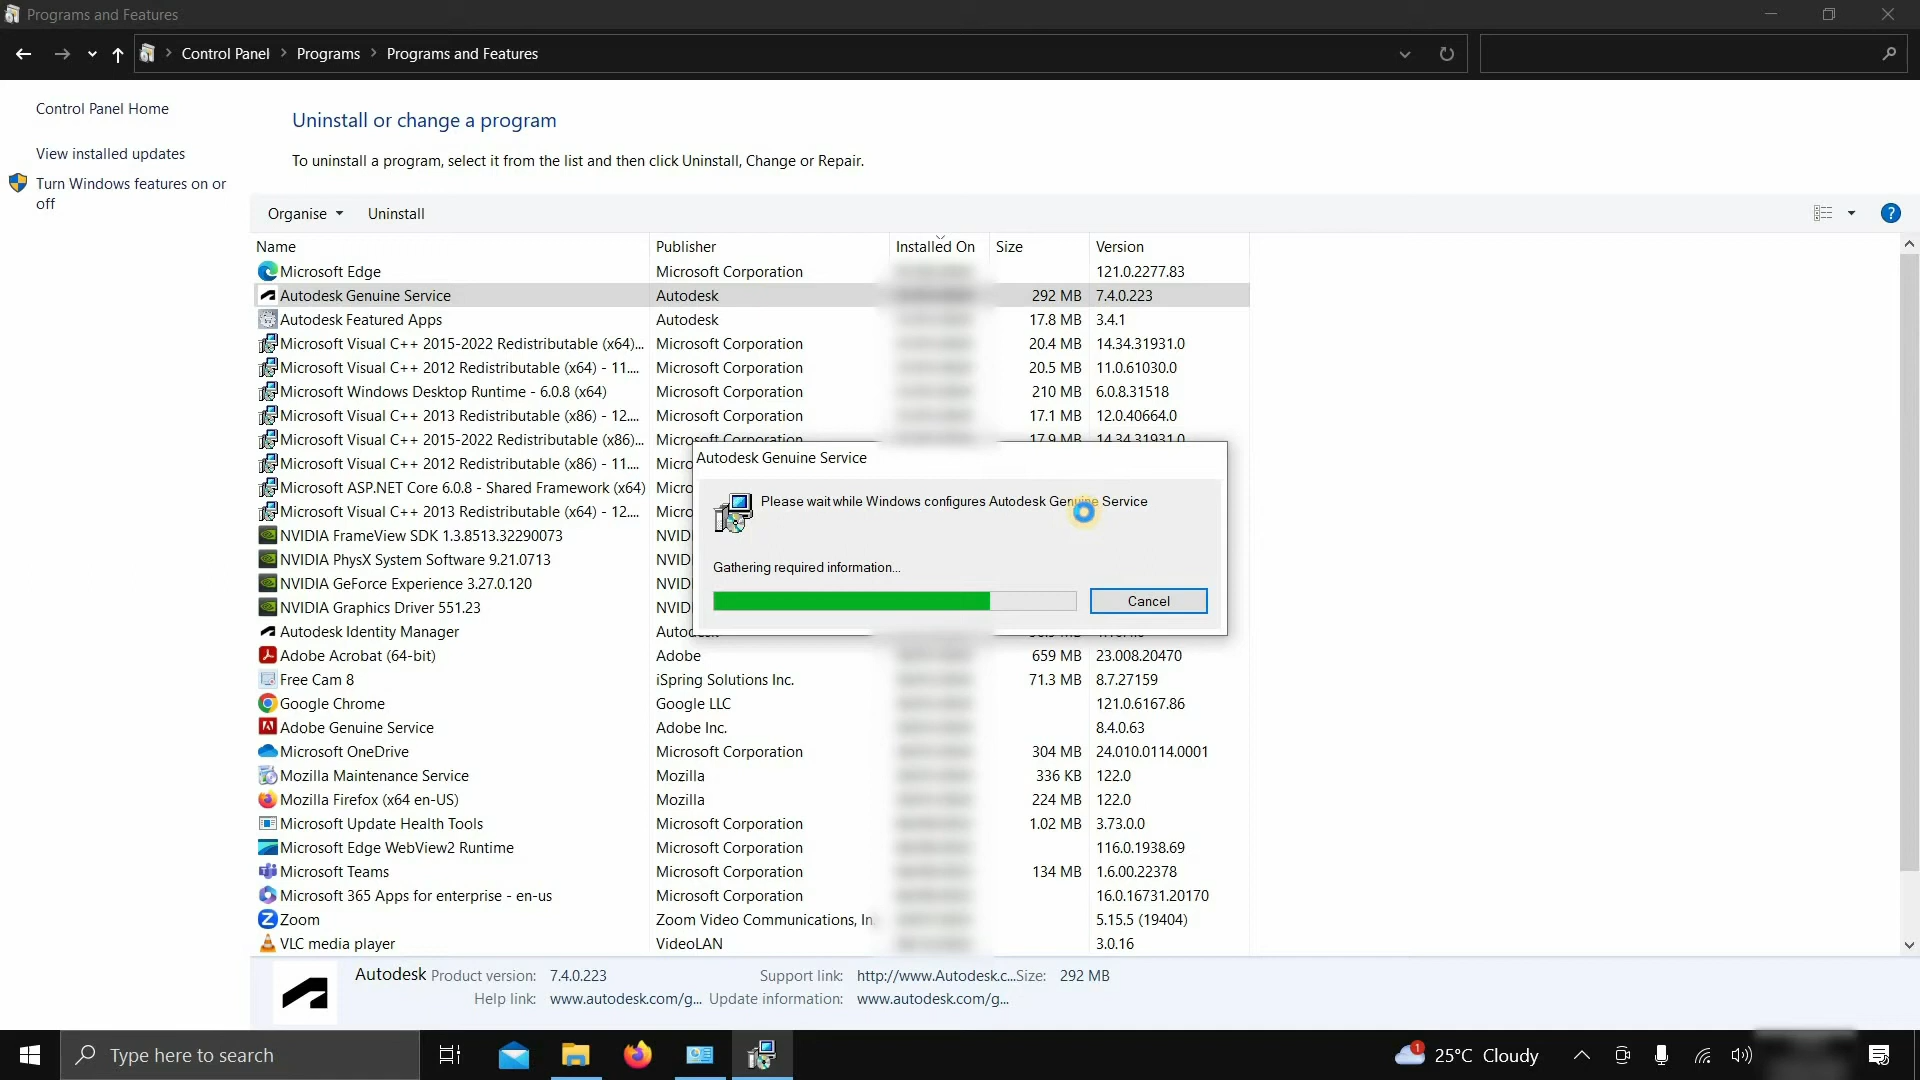 Programs and Features
Control Panel > Programs > Programs and Features
Control Panel Home
View installed updates
Turn Windows features on or
off
Uninstall or change a program
To uninstall a program, select it from the list and then click Uninstall, Change or Repair.
Organise Uninstall
Name Publisher Installed On Size Version
Microsoft Edge Microsoft Corporation 121.0.2277.83
Autodesk Genuine Service Autodesk 292 MB 7.4.0.223
Autodesk Featured Apps Autodesk 17.8 MB 3.4.1
Microsoft Visual C++ 2015-2022 Redistributable (x64)... Microsoft Corporation 20.4 MB 14.34.31931.0
Microsoft Visual C++ 2012 Redistributable (x64) - 11.... Microsoft Corporation 20.5 MB 11.0.61030.0
Microsoft Windows Desktop Runtime - 6.0.8 (x64) Microsoft Corporation 210 MB 6.0.8.31518
Microsoft Visual C++ 2013 Redistributable (x86) - 12.... Microsoft Corporation 17.1 MB 12.0.40664.0
Microsoft Visual C++ 2015-2022 Redistributable (x86)... Microsoft Corporation 17.9 MB 14.34.31931.0
Microsoft Visual C++ 2012 Redistributable (x86) - 11.... Micro
Microsoft ASP.NET Core 6.0.8 - Shared Framework (x64) Micro
Microsoft Visual C++ 2013 Redistributable (x86) - 12.... Micro
NVIDIA FrameView SDK 1.3.8513.32290073 NVID
NVIDIA PhysX System Software 9.21.0713 NVID
NVIDIA GeForce Experience 3.27.0.120 NVID
NVIDIA Graphics Driver 551.23 NVID
Autodesk Identity Manager Autodesk
Adobe Acrobat (64-bit) Adobe 659 MB 23.008.20470
Free Cam 8 iSpring Solutions Inc. 71.3 MB 8.7.27159
Google Chrome Google LLC 121.0.6167.86
Adobe Genuine Service Adobe Inc. 8.4.0.63
Microsoft OneDrive Microsoft Corporation 304 MB 24.010.0114.0001
Mozilla Maintenance Service Mozilla 336 KB 122.0
Mozilla Firefox (x64 en-US) Mozilla 224 MB 122.0
Microsoft Update Health Tools Microsoft Corporation 1.02 MB 3.73.0.0
Microsoft Edge WebView2 Runtime Microsoft Corporation 116.0.1938.69
Microsoft Teams Microsoft Corporation 134 MB 1.6.00.22378
Microsoft 365 Apps for enterprise - en-us Microsoft Corporation 16.0.16731.20170
Zoom Zoom Video Communications, In 5.15.5 (19404)
VLC media player VideoLAN 3.0.16
Autodesk Genuine Service
Please wait while Windows configures Autodesk Genuine Service
Gathering required information...
Cancel
Autodesk Product version: 7.4.0.223 Support link: http://www.Autodesk.c... Size: 292 MB
Help link: www.autodesk.com/g... Update information: www.autodesk.com/g...
Type here to search 1 25°C Cloudy